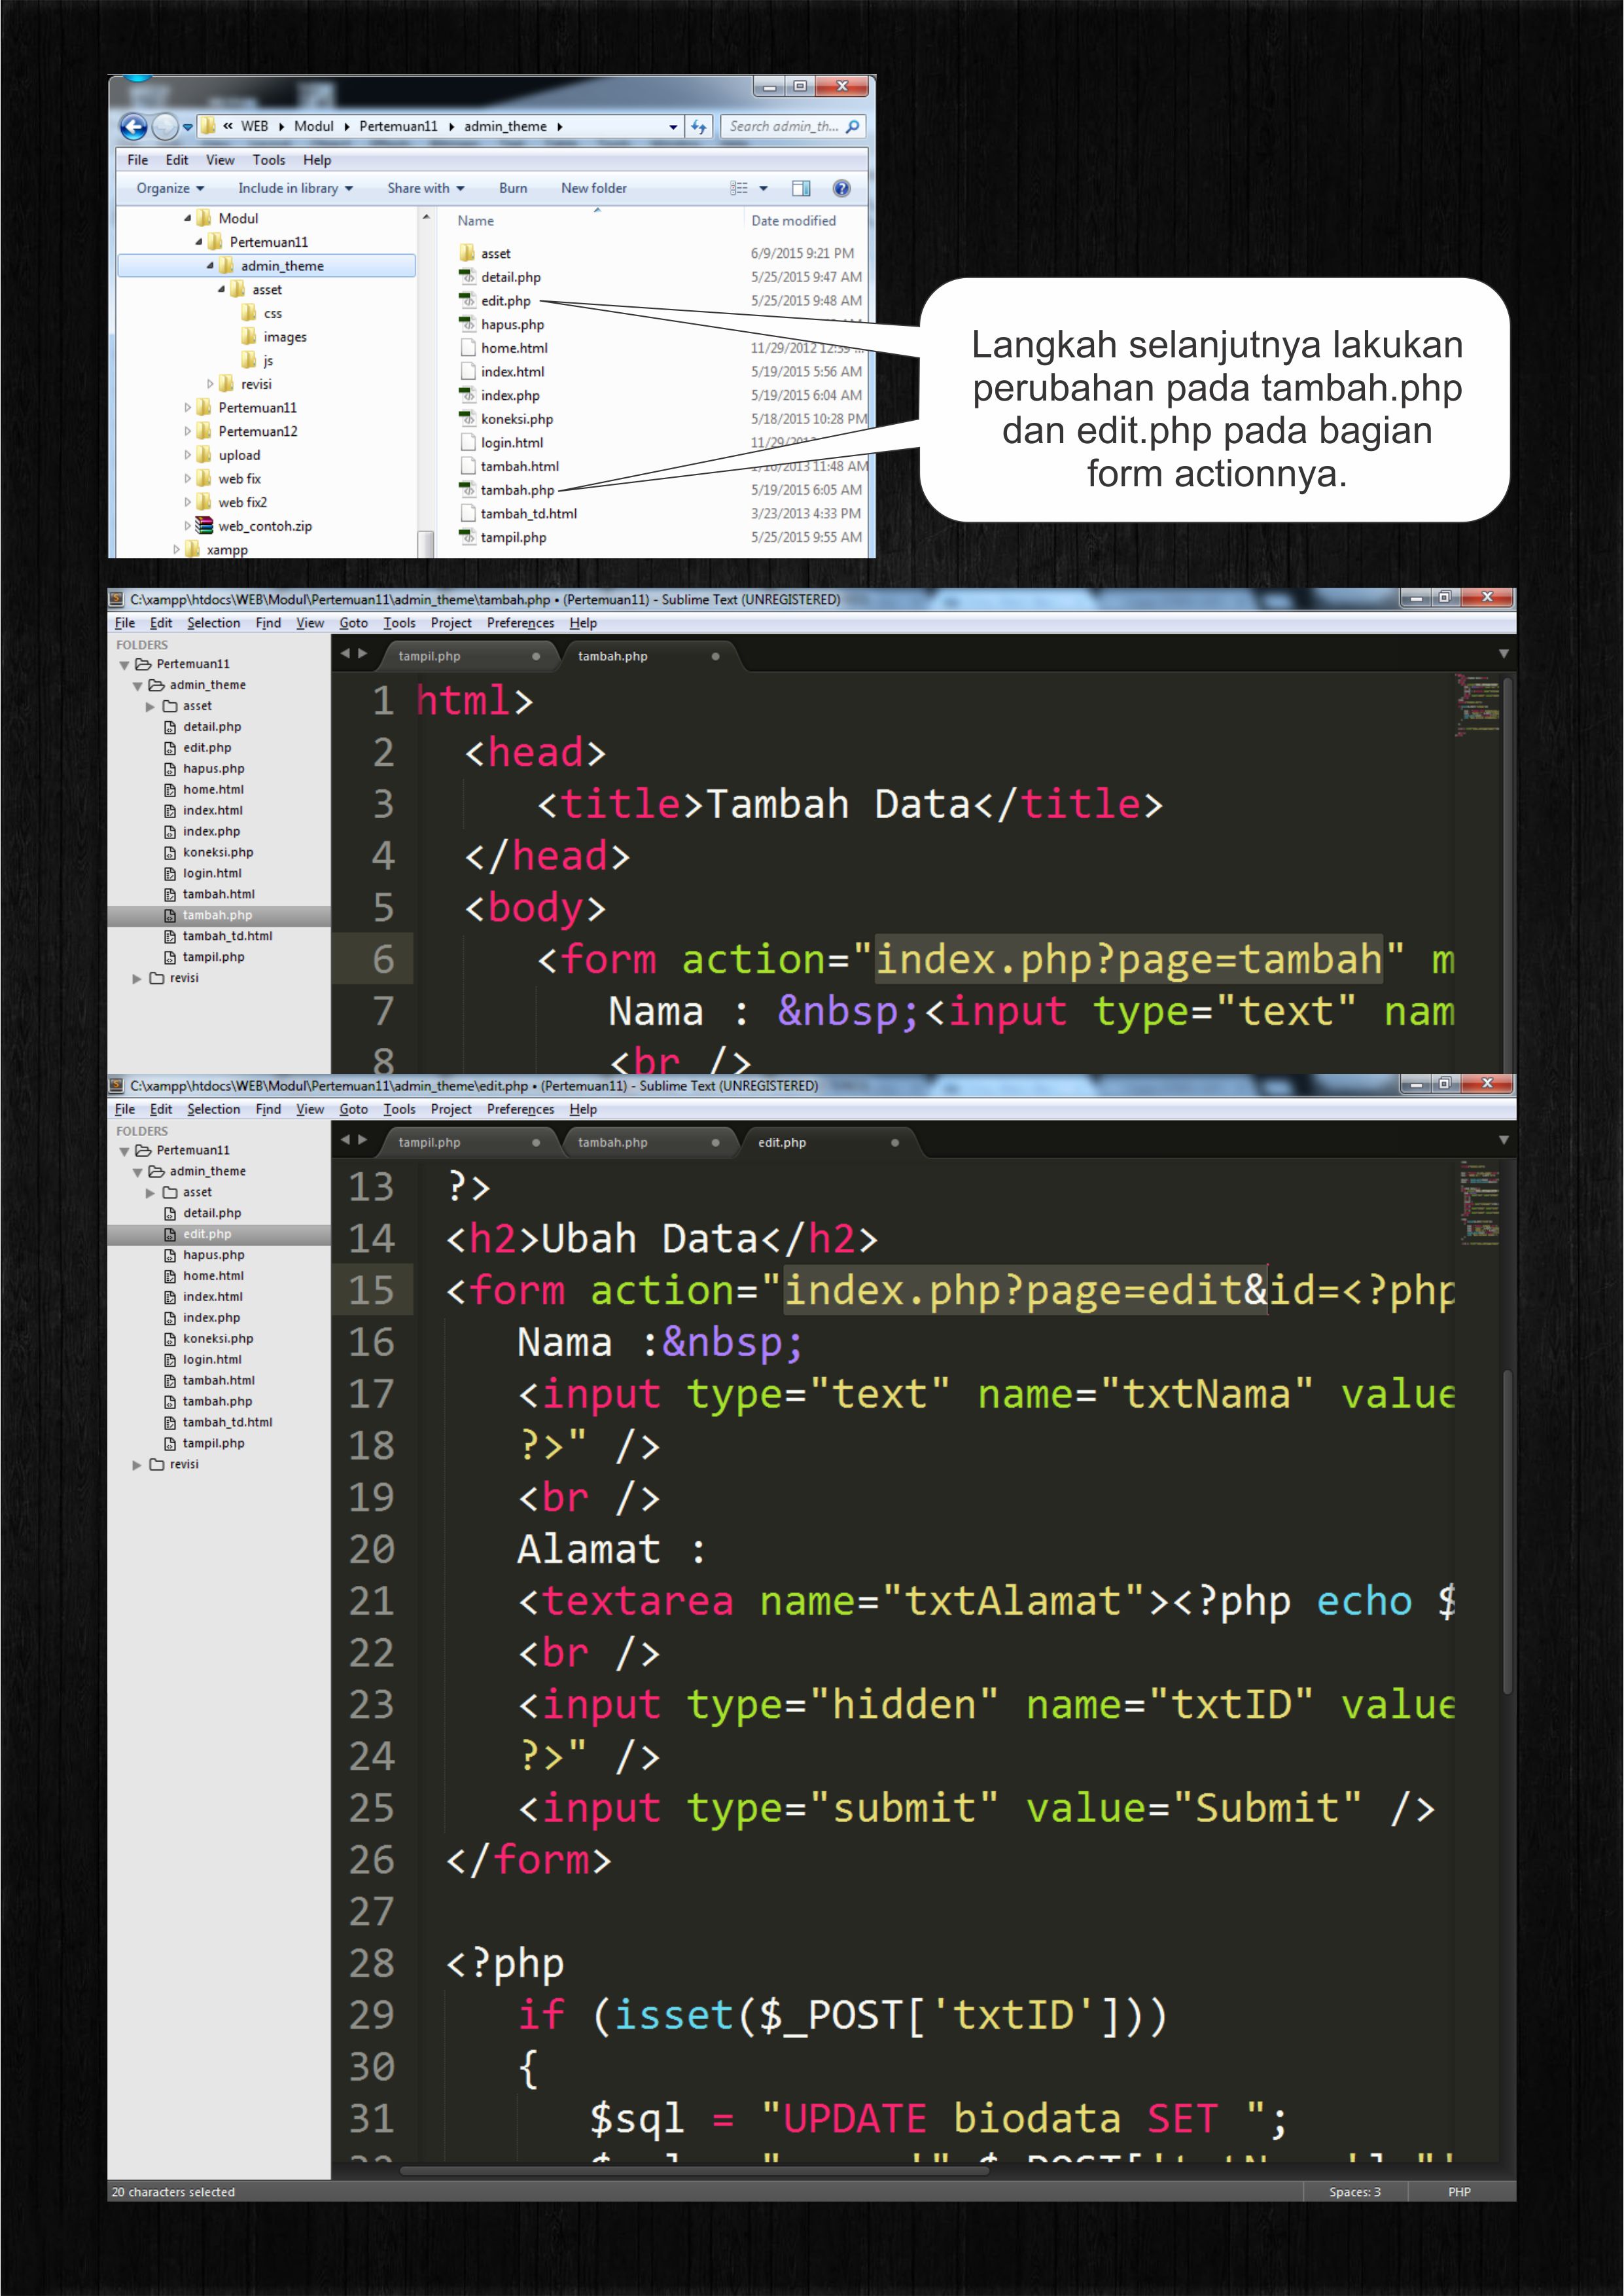 « WEB ▸ Modul ▸ Pertemuan11 ▸ admin_theme ▸
Search admin_th...
File Edit View Tools Help
Organize Include in library Share with Burn New folder
Modul
Pertemuan11
admin_theme
asset
css
images
js
revisi
Pertemuan11
Pertemuan12
upload
web fix
web fix2
web_contoh.zip
xampp
Name Date modified
asset 6/9/2015 9:21 PM
detail.php 5/25/2015 9:47 AM
edit.php 5/25/2015 9:48 AM
hapus.php
home.html 11/29/2012
index.html 5/19/2015 5:56 AM
index.php 5/19/2015 6:04 AM
koneksi.php 5/18/2015 10:28 PM
login.html
tambah.html 11:48 AM
tambah.php 5/19/2015 6:05 AM
tambah_td.html 3/23/2013 4:33 PM
tampil.php 5/25/2015 9:55 AM
Langkah selanjutnya lakukan
perubahan pada tambah.php
dan edit.php pada bagian
form actionnya.
C:\xampp\htdocs\WEB\Modul\Pertemuan11\admin_theme\tambah.php • (Pertemuan11) - Sublime Text (UNREGISTERED)
File Edit Selection Find View Goto Tools Project Preferences Help
FOLDERS
Pertemuan11
admin_theme
asset
detail.php
edit.php
hapus.php
home.html
index.html
index.php
koneksi.php
login.html
tambah.html
tambah.php
tambah_td.html
tampil.php
revisi
tampil.php tambah.php
1 html>
2 <head>
3 <title>Tambah Data</title>
4 </head>
5 <body>
6 <form action="index.php?page=tambah" m
7 Nama : &nbsp;<input type="text" nam
8 <br />
C:\xampp\htdocs\WEB\Modul\Pertemuan11\admin_theme\edit.php • (Pertemuan11) - Sublime Text (UNREGISTERED)
File Edit Selection Find View Goto Tools Project Preferences Help
FOLDERS
Pertemuan11
admin_theme
asset
detail.php
edit.php
hapus.php
home.html
index.html
index.php
koneksi.php
login.html
tambah.html
tambah.php
tambah_td.html
tampil.php
revisi
tampil.php tambah.php edit.php
13 ?>
14 <h2>Ubah Data</h2>
15 <form action="index.php?page=edit&id=<?php
16 Nama :&nbsp;
17 <input type="text" name="txtNama" value
18 ?>" />
19 <br />
20 Alamat :
21 <textarea name="txtAlamat"><?php echo $
22 <br />
23 <input type="hidden" name="txtID" value
24 ?>" />
25 <input type="submit" value="Submit" />
26 </form>
27
28 <?php
29 if (isset($_POST['txtID']))
30 {
31 $sql = "UPDATE biodata SET ";
20 characters selected Spaces: 3 PHP